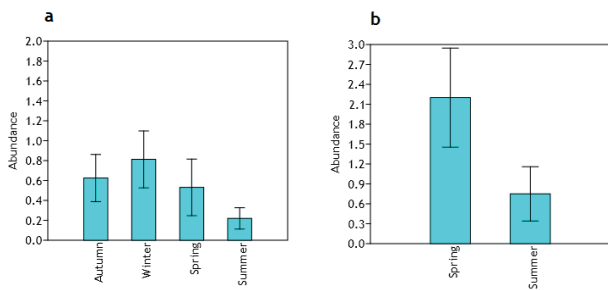 a
2.0
1.8
1.6
1.4
1.2
1.0
0.8
0.6
0.4
0.2
0.0
Abundance
Autumn
Winter
Spring
Summer
b
3.0
2.7
2.4
2.1
1.8
1.5
1.2
0.9
0.6
0.3
0.0
Abundance
Spring
Summer